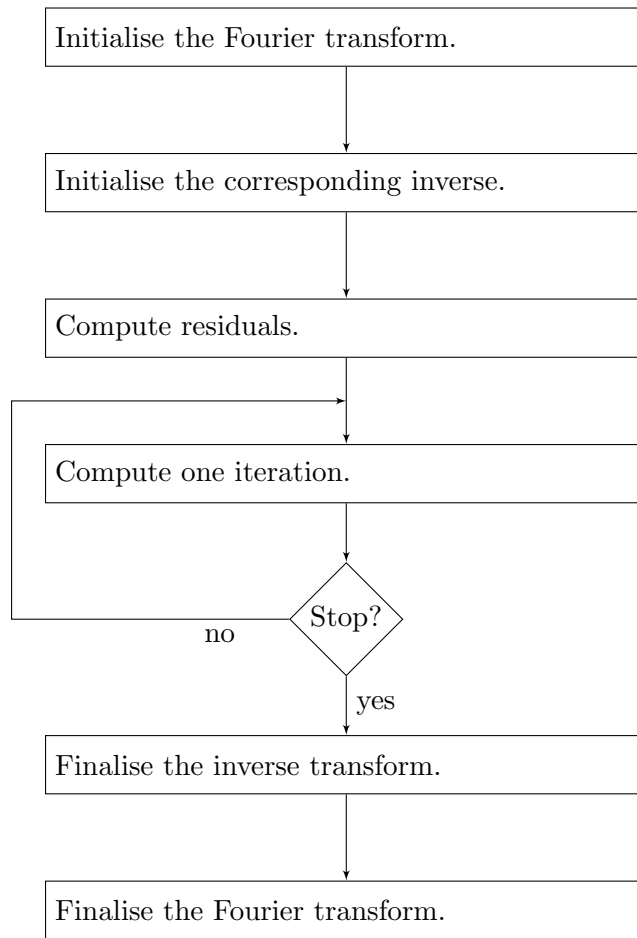 Initialise the Fourier transform.
Initialise the corresponding inverse.
Compute residuals.
Compute one iteration.
Stop?
no
yes
Finalise the inverse transform.
Finalise the Fourier transform.